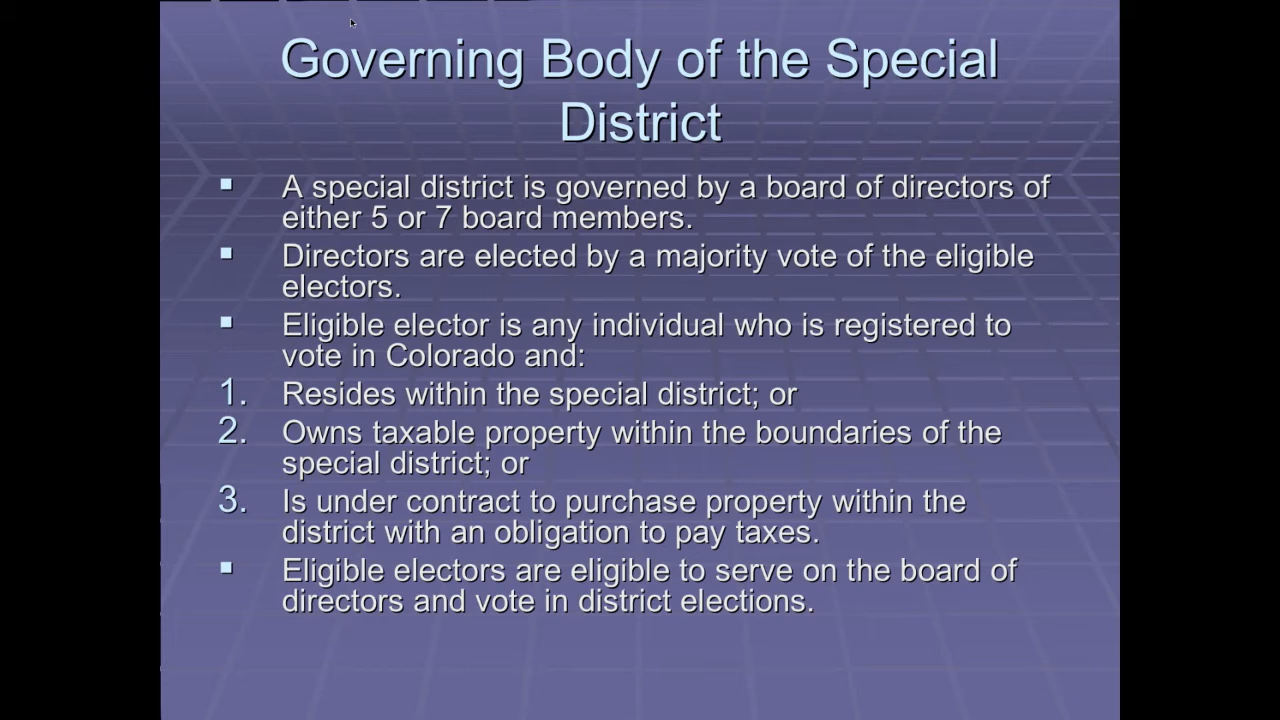 Governing Body of the Special
District
▪ A special district is governed by a board of directors of
either 5 or 7 board members.
▪ Directors are elected by a majority vote of the eligible
electors.
▪ Eligible elector is any individual who is registered to
vote in Colorado and:
1. Resides within the special district; or
2. Owns taxable property within the boundaries of the
special district; or
3. Is under contract to purchase property within the
district with an obligation to pay taxes.
▪ Eligible electors are eligible to serve on the board of
directors and vote in district elections.